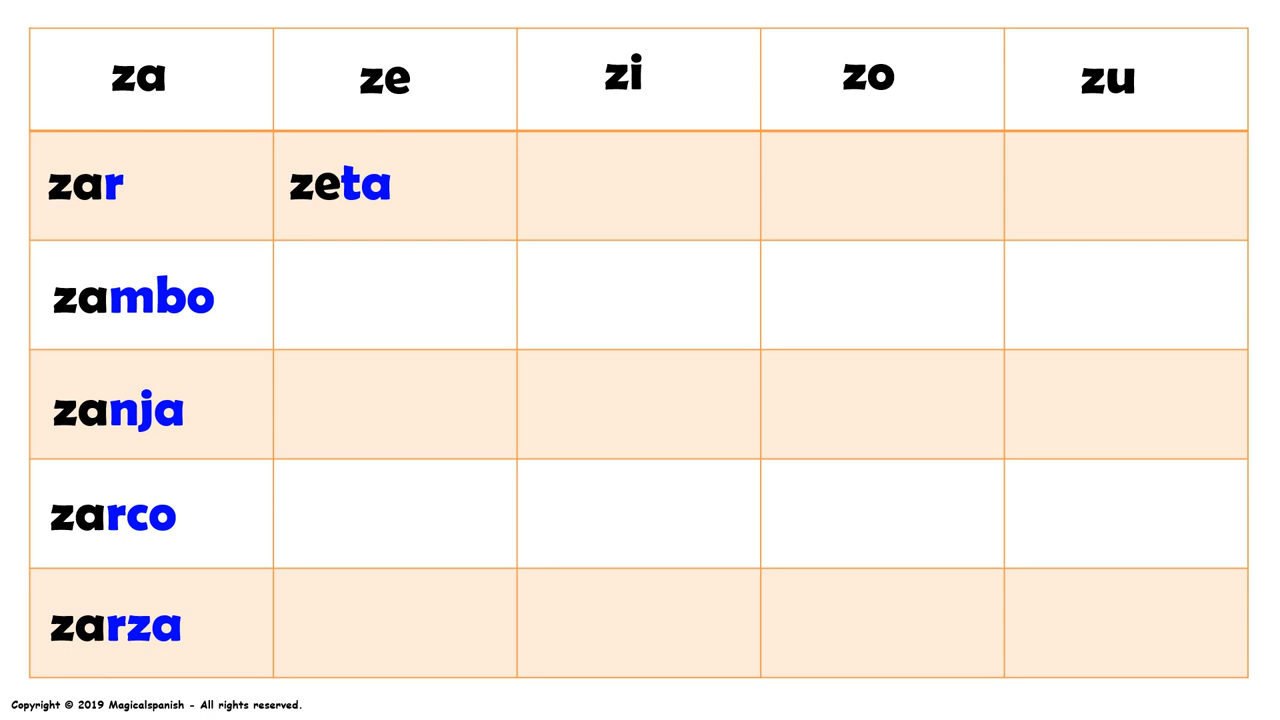 za ze zi zo zu
zar zeta
zambo
zanja
zarco
zarza
Copyright © 2019 Magicalspanish - All rights reserved.